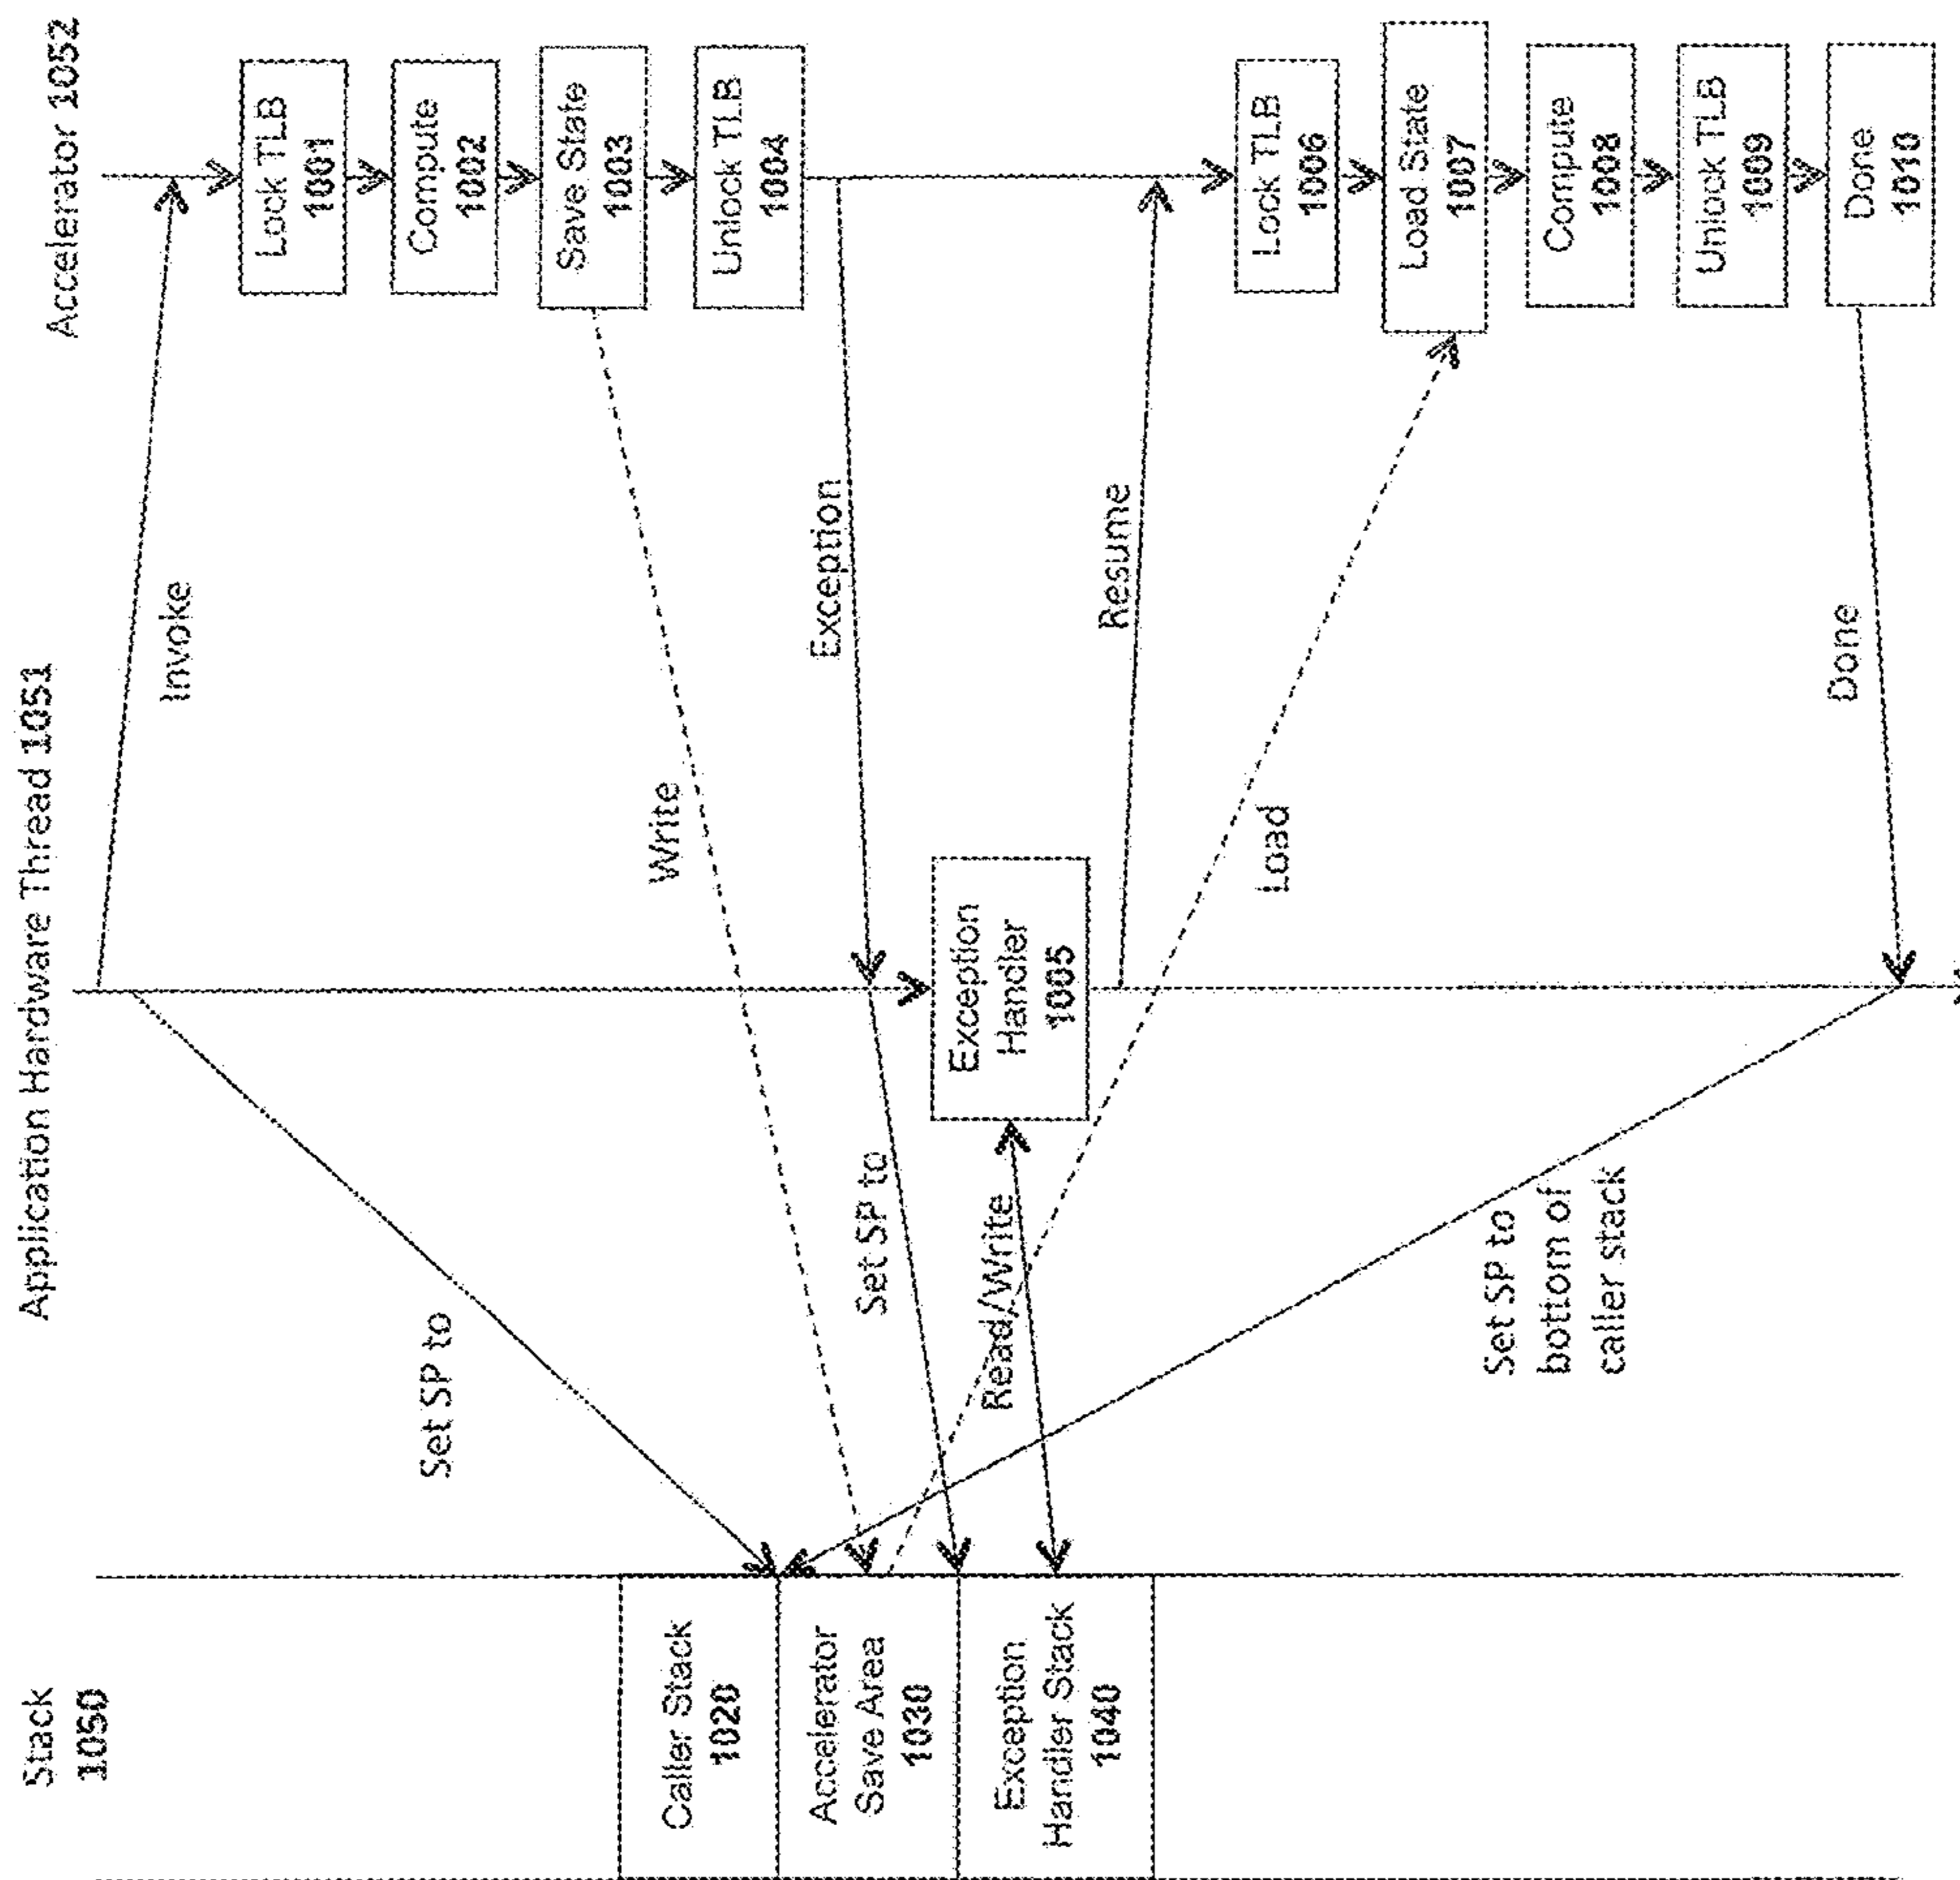 Stack
1050
Application Hardware Thread 1051
Accelerator 1052
Invoke
Lock TLB
1001
Compute
1002
Set SP to
Save State
1003
Write
Unlock TLB
1004
Caller Stack
1020
Exception
Accelerator
Save Area
1030
Set SP to
Exception
Handler
1005
Exception
Handler Stack
1040
Read/Write
Resume
Lock TLB
1006
Load
Load State
1007
Set SP to
bottom of
caller stack
Compute
1008
Unlock TLB
1009
Done
Done
1010